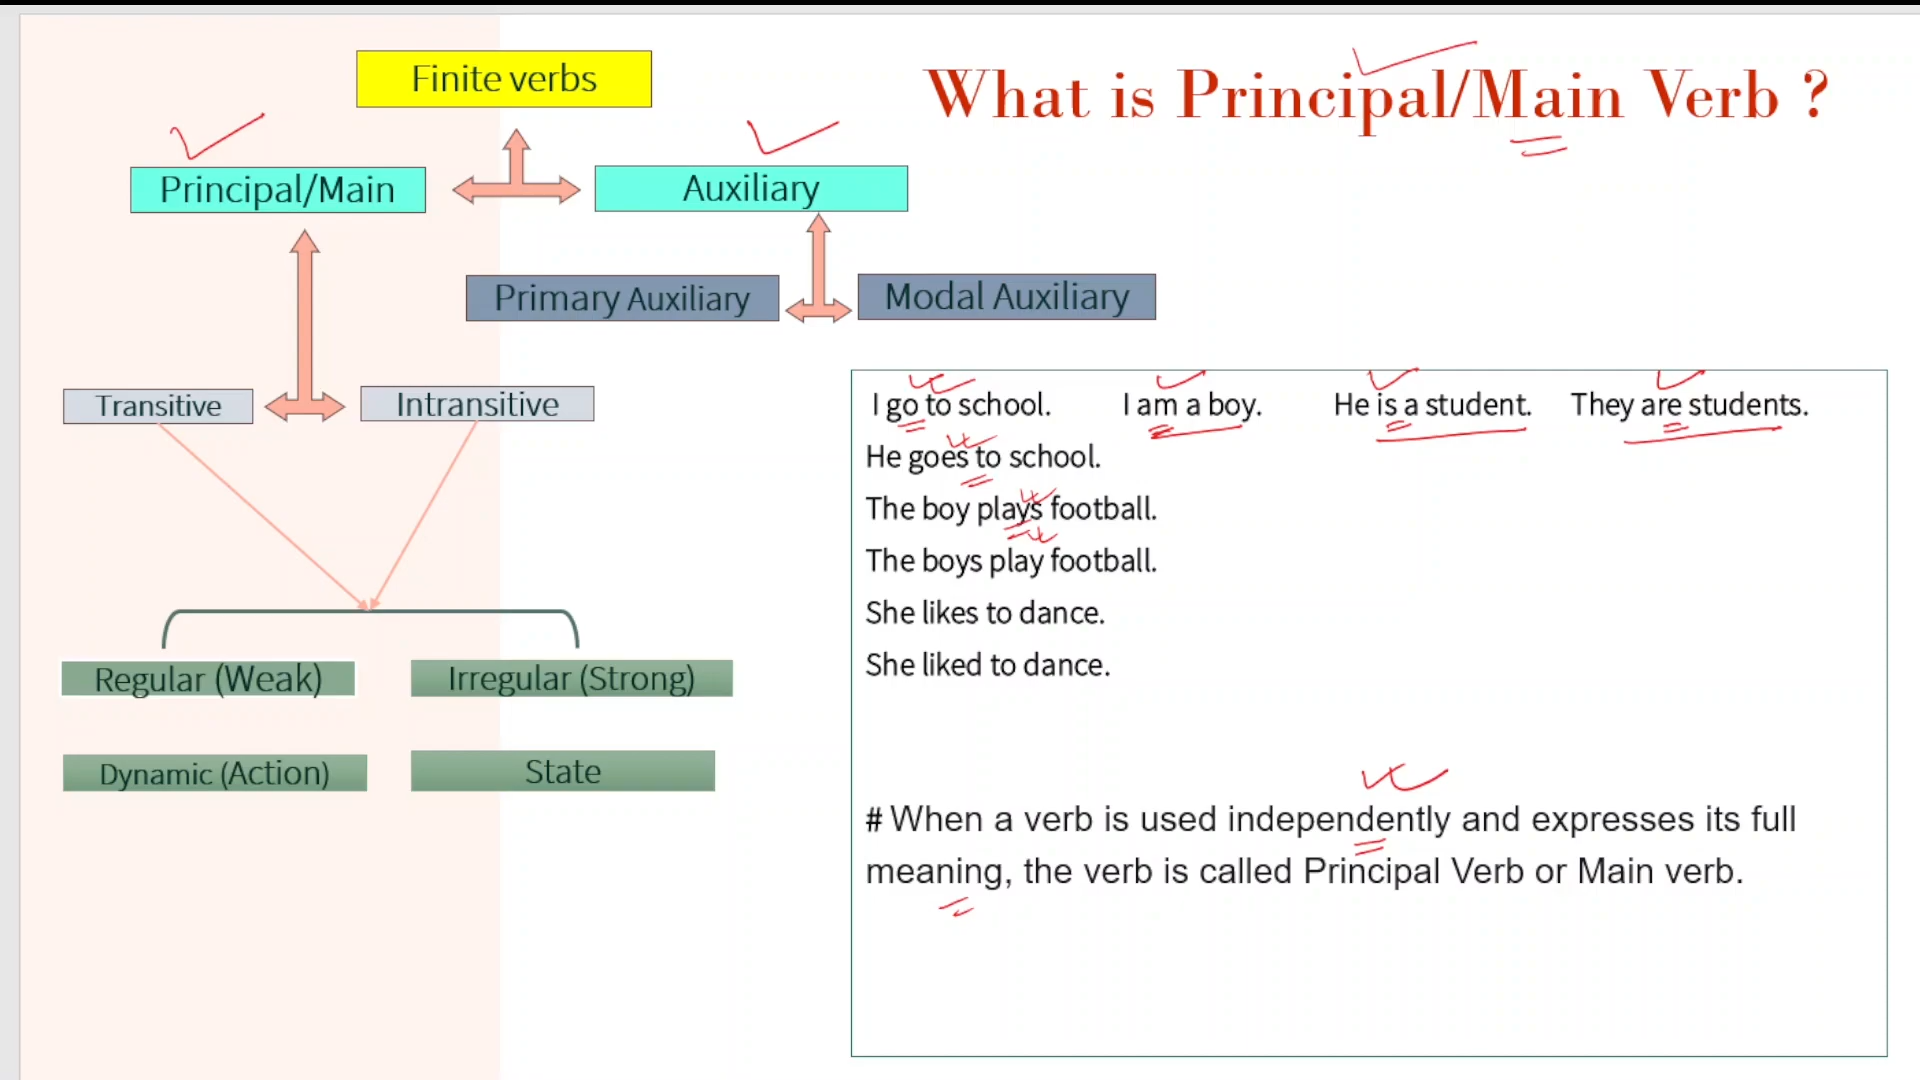 Finite verbs
What is Principal/Main Verb ?
Principal/Main
Auxiliary
Primary Auxiliary
Modal Auxiliary
Transitive
Intransitive
Regular (Weak)
Irregular (Strong)
Dynamic (Action)
State
I go to school. I am a boy. He is a student. They are students.
He goes to school.
The boy plays football.
The boys play football.
She likes to dance.
She liked to dance.
# When a verb is used independently and expresses its full
meaning, the verb is called Principal Verb or Main verb.